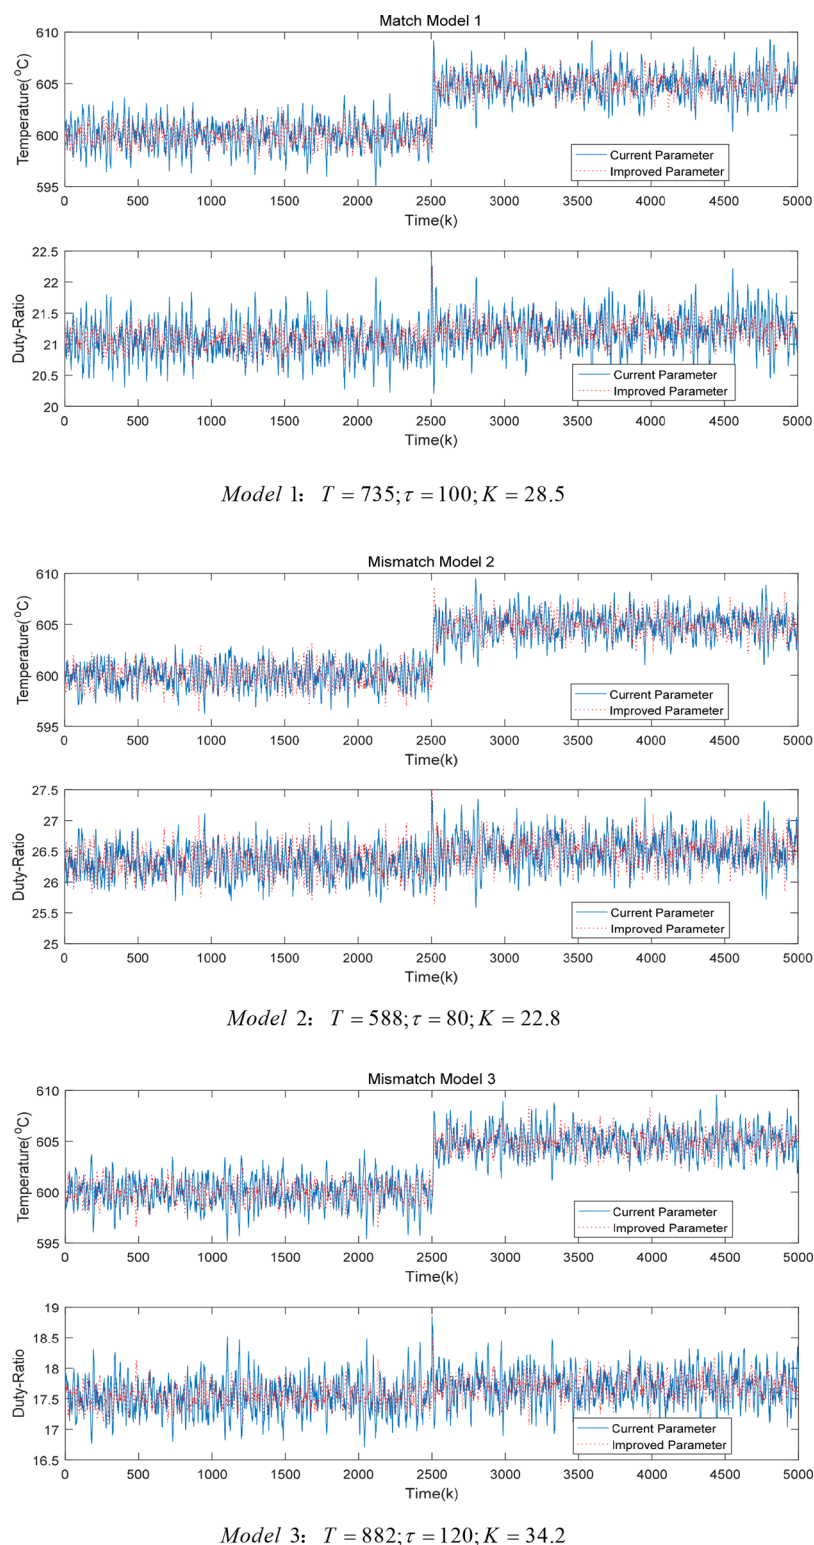 Match Model 1
610
605
600
595
Temperature(°C)
0 500 1000 1500 2000 2500 3000 3500 4000 4500 5000
Time(k)
Current Parameter
Improved Parameter
22.5
22
21.5
21
20.5
20
Duty-Ratio
0 500 1000 1500 2000 2500 3000 3500 4000 4500 5000
Time(k)
Current Parameter
Improved Parameter
Model 1: T = 735; τ = 100; K = 28.5
Mismatch Model 2
610
605
600
595
Temperature(°C)
0 500 1000 1500 2000 2500 3000 3500 4000 4500 5000
Time(k)
Current Parameter
Improved Parameter
27.5
27
26.5
26
25.5
25
Duty-Ratio
0 500 1000 1500 2000 2500 3000 3500 4000 4500 5000
Time(k)
Current Parameter
Improved Parameter
Model 2: T = 588; τ = 80; K = 22.8
Mismatch Model 3
610
605
600
595
Temperature(°C)
0 500 1000 1500 2000 2500 3000 3500 4000 4500 5000
Time(k)
Current Parameter
Improved Parameter
19
18.5
18
17.5
17
16.5
Duty-Ratio
0 500 1000 1500 2000 2500 3000 3500 4000 4500 5000
Time(k)
Current Parameter
Improved Parameter
Model 3: T = 882; τ = 120; K = 34.2